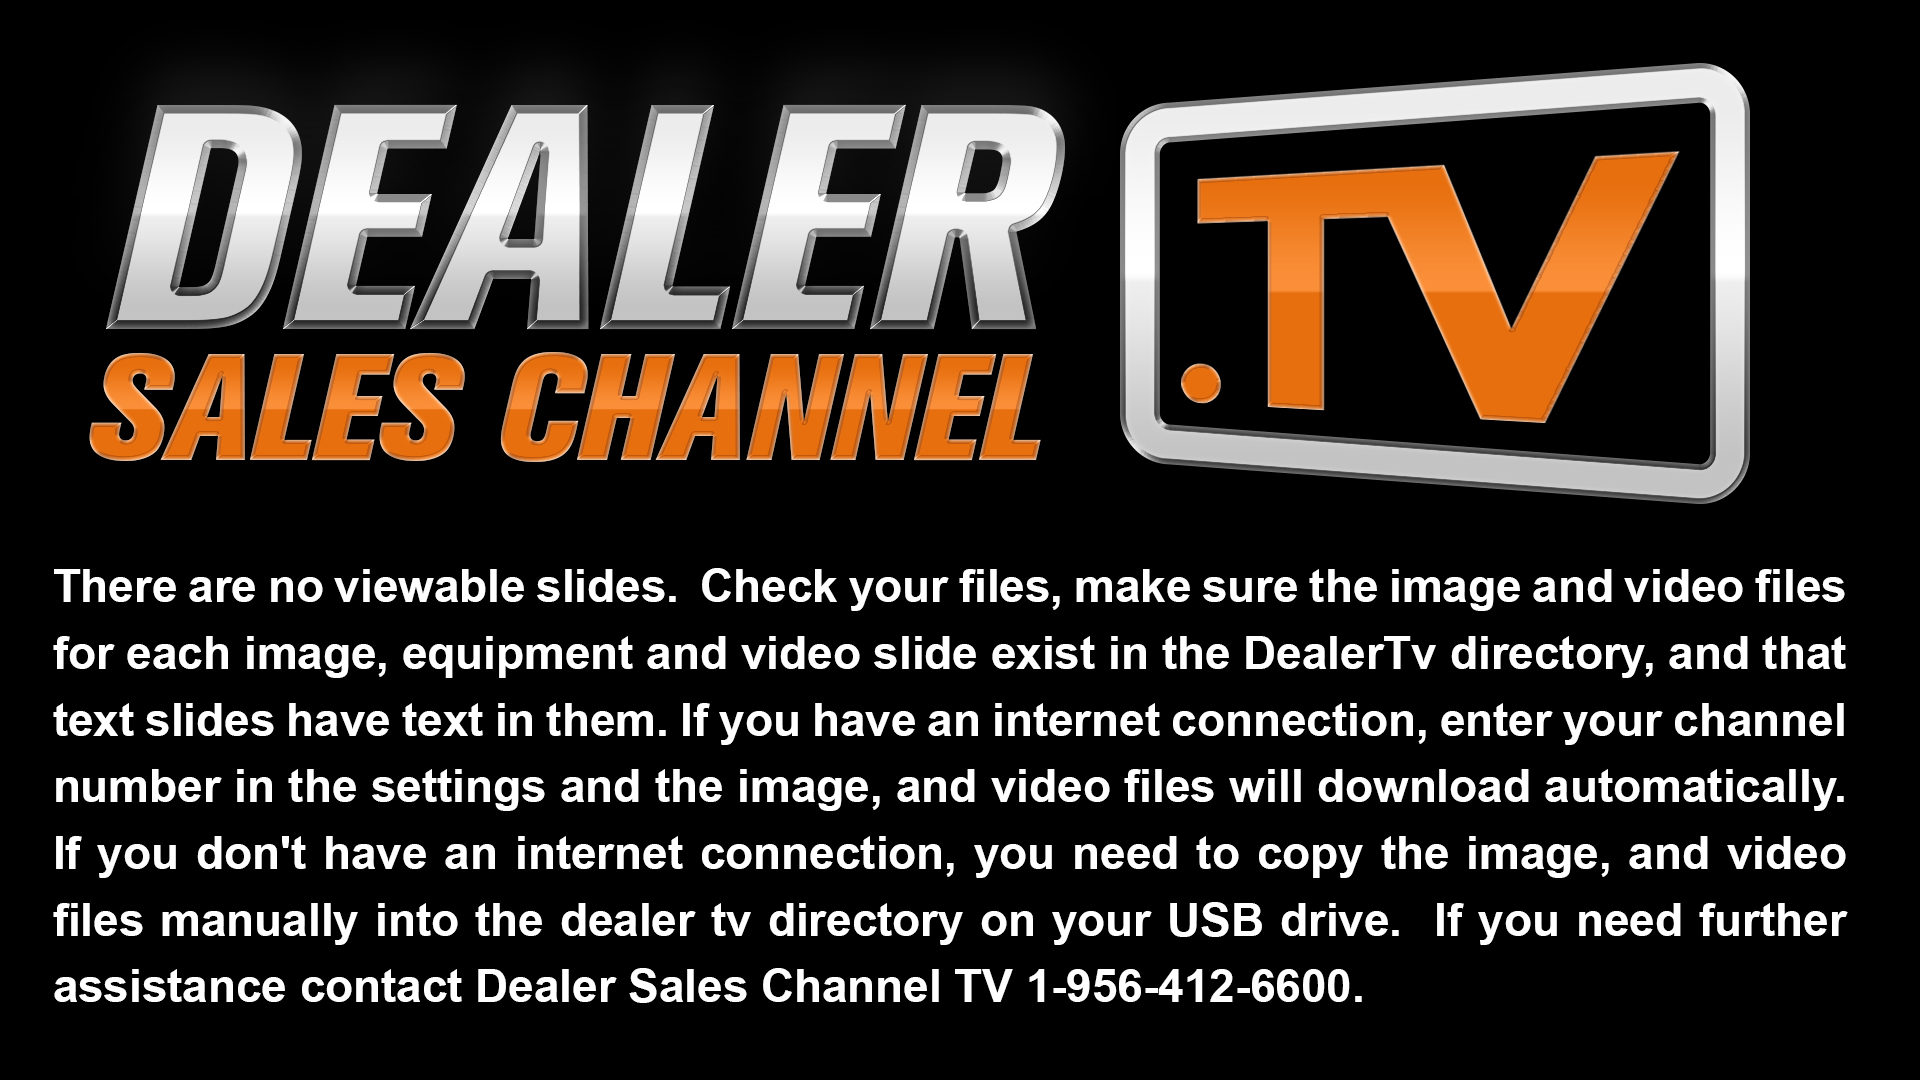 DEALER
SALES CHANNEL
.TV
There are no viewable slides.  Check your files, make sure the image and video files
for each image, equipment and video slide exist in the DealerTv directory, and that
text slides have text in them. If you have an internet connection, enter your channel
number in the settings and the image, and video files will download automatically.
If you don't have an internet connection, you need to copy the image, and video
files manually into the dealer tv directory on your USB drive.  If you need further
assistance contact Dealer Sales Channel TV 1-956-412-6600.